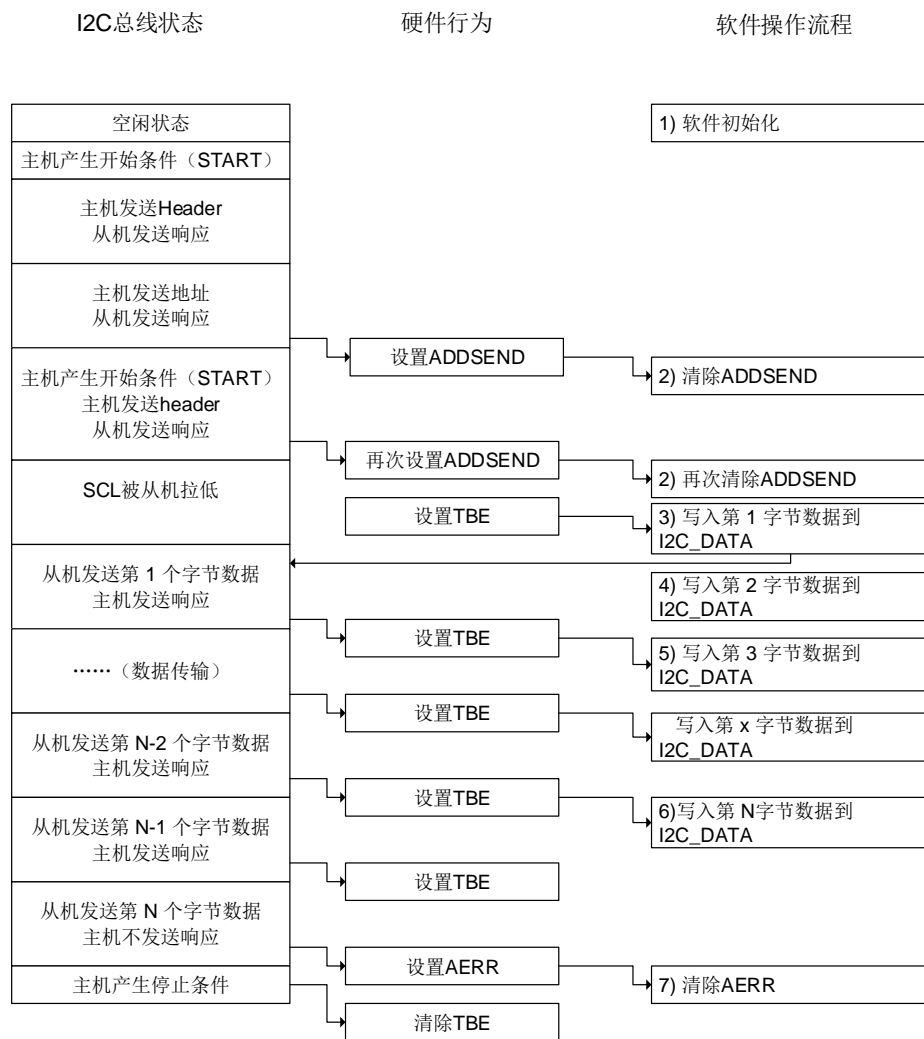 I2C总线状态
硬件行为
软件操作流程
空闲状态
1) 软件初始化
主机产生开始条件（START）
主机发送Header
从机发送响应
主机发送地址
从机发送响应
设置ADDSEND
2) 清除ADDSEND
主机产生开始条件（START）
主机发送header
从机发送响应
再次设置ADDSEND
2) 再次清除ADDSEND
SCL被从机拉低
设置TBE
3) 写入第 1 字节数据到
I2C_DATA
从机发送第 1 个字节数据
主机发送响应
4) 写入第 2 字节数据到
I2C_DATA
设置TBE
5) 写入第 3 字节数据到
I2C_DATA
……（数据传输）
设置TBE
写入第 x 字节数据到
I2C_DATA
从机发送第 N-2 个字节数据
主机发送响应
设置TBE
6)写入第 N字节数据到
I2C_DATA
从机发送第 N-1 个字节数据
主机发送响应
设置TBE
从机发送第 N 个字节数据
主机不发送响应
设置AERR
7) 清除AERR
主机产生停止条件
清除TBE